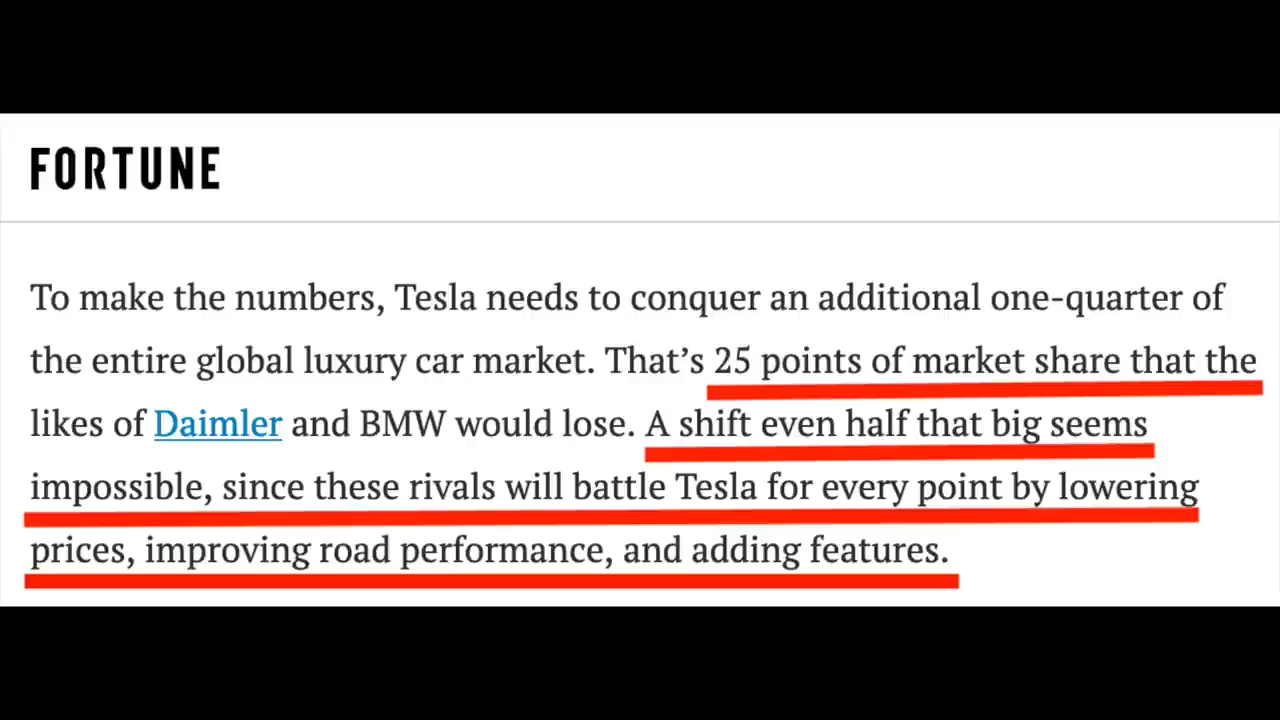 FORTUNE
To make the numbers, Tesla needs to conquer an additional one-quarter of
the entire global luxury car market. That’s 25 points of market share that the
likes of Daimler and BMW would lose. A shift even half that big seems
impossible, since these rivals will battle Tesla for every point by lowering
prices, improving road performance, and adding features.